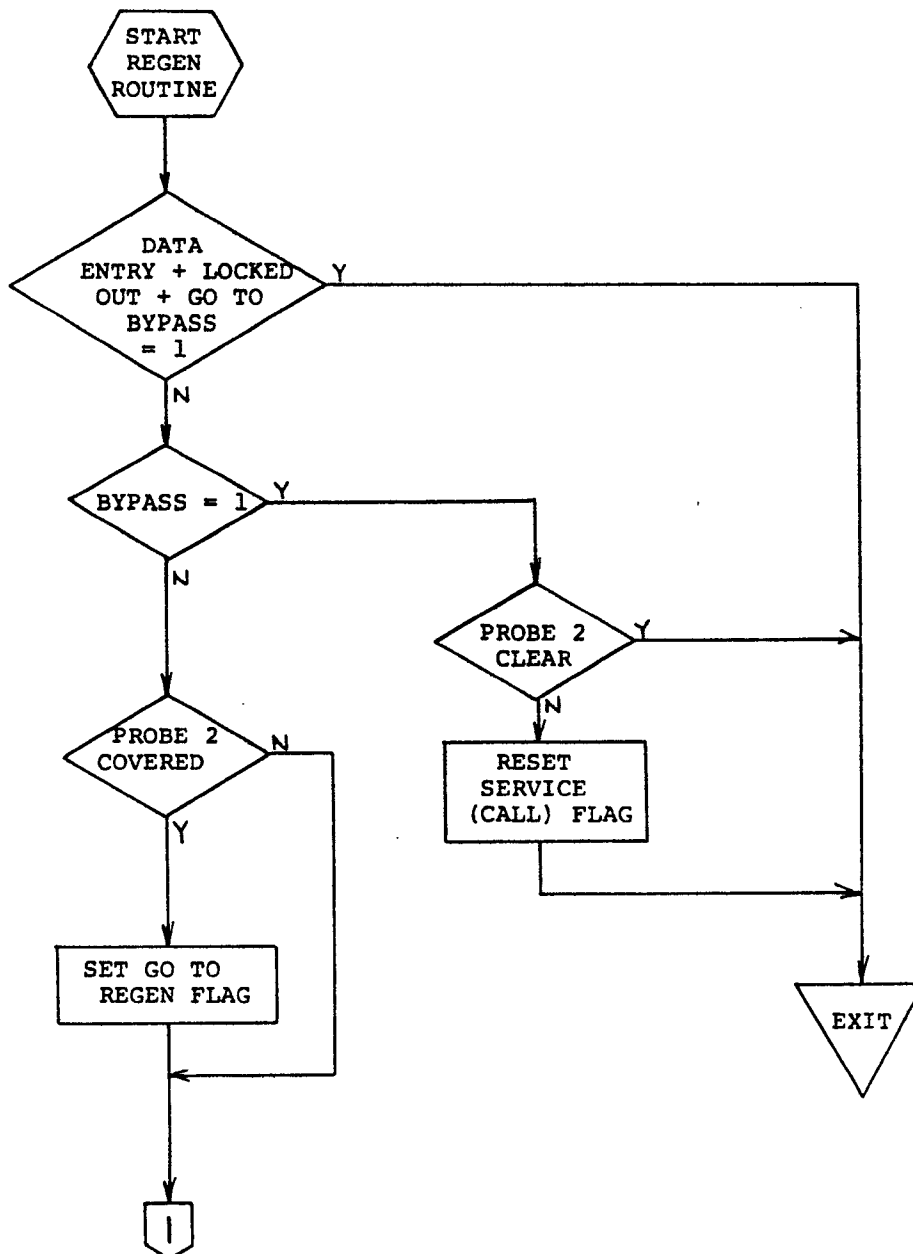 START
REGEN
ROUTINE
DATA
ENTRY + LOCKED
OUT + GO TO
BYPASS
= 1
Y
N
BYPASS = 1
Y
N
PROBE 2
CLEAR
Y
N
PROBE 2
COVERED
N
Y
RESET
SERVICE
(CALL) FLAG
SET GO TO
REGEN FLAG
EXIT
1